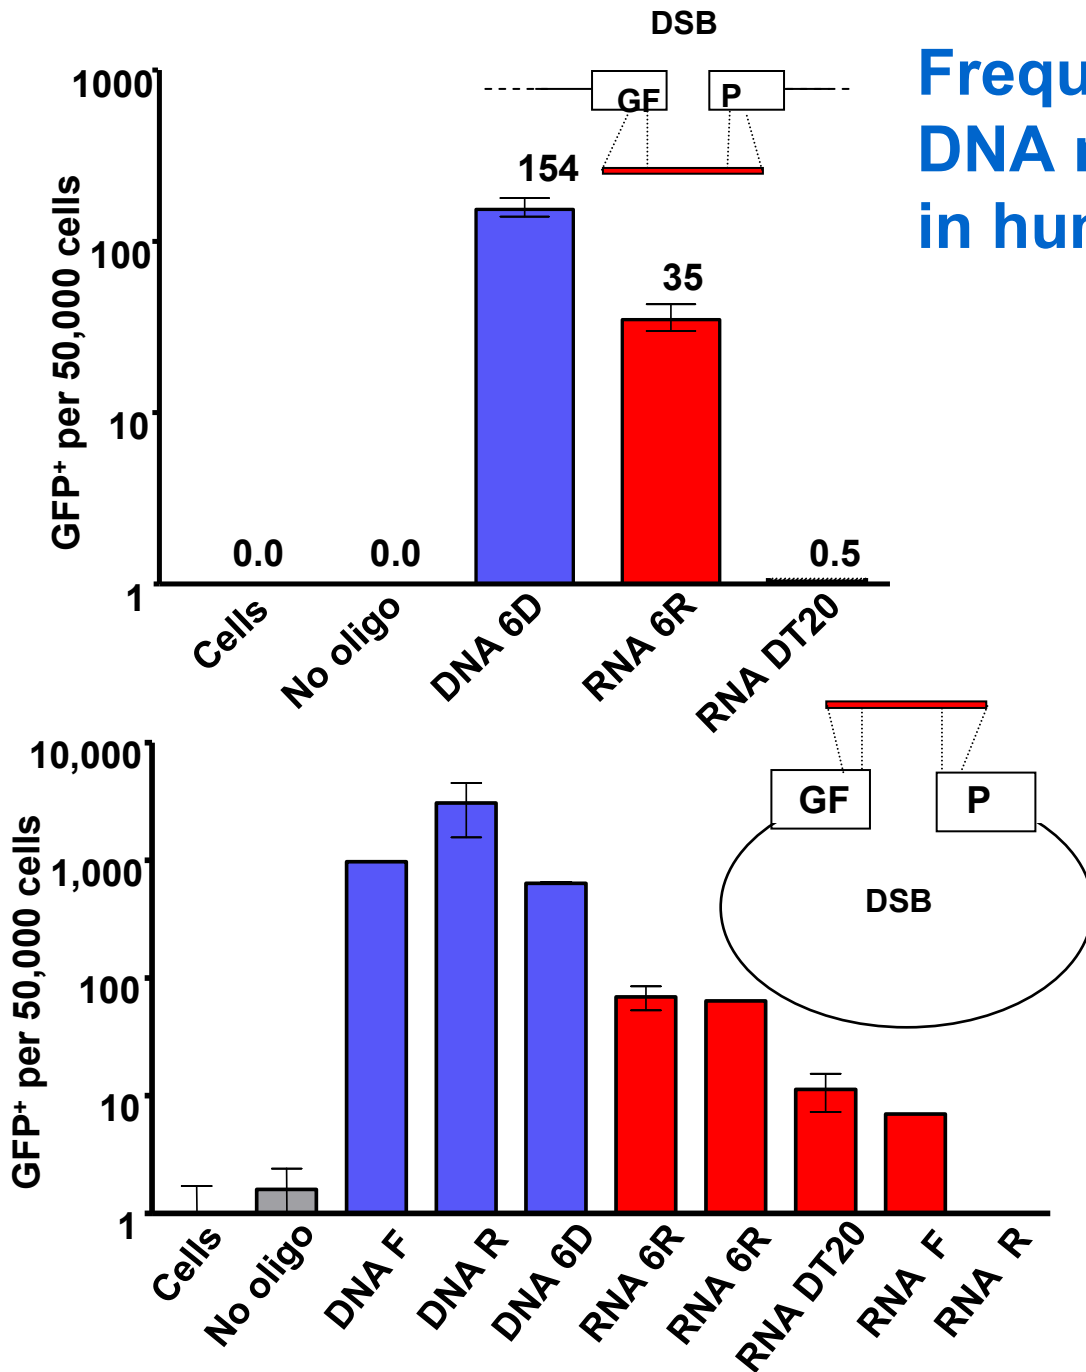 DSB
Frequ
DNA r
in hur
GF P
1000
100
10
1
GFP⁺ per 50,000 cells
154
35
0.0
0.0
0.5
Cells
No oligo
DNA 6D
RNA 6R
RNA DT20
GF P
DSB
10,000
1,000
100
10
1
GFP⁺ per 50,000 cells
Cells
No oligo
DNA F
DNA R
DNA 6D
RNA 6R
RNA 6R
RNA DT20
RNA F
RNA R